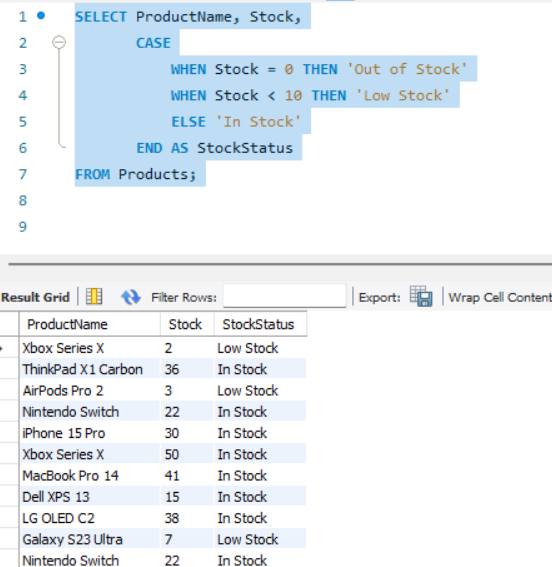 1 SELECT ProductName, Stock,
2 CASE
3 WHEN Stock = 0 THEN 'Out of Stock'
4 WHEN Stock < 10 THEN 'Low Stock'
5 ELSE 'In Stock'
6 END AS StockStatus
7 FROM Products;
8
9
Result Grid Filter Rows: Export: Wrap Cell Content
ProductName Stock StockStatus
Xbox Series X 2 Low Stock
ThinkPad X1 Carbon 36 In Stock
AirPods Pro 2 3 Low Stock
Nintendo Switch 22 In Stock
iPhone 15 Pro 30 In Stock
Xbox Series X 50 In Stock
MacBook Pro 14 41 In Stock
Dell XPS 13 15 In Stock
LG OLED C2 38 In Stock
Galaxy S23 Ultra 7 Low Stock
Nintendo Switch 22 In Stock